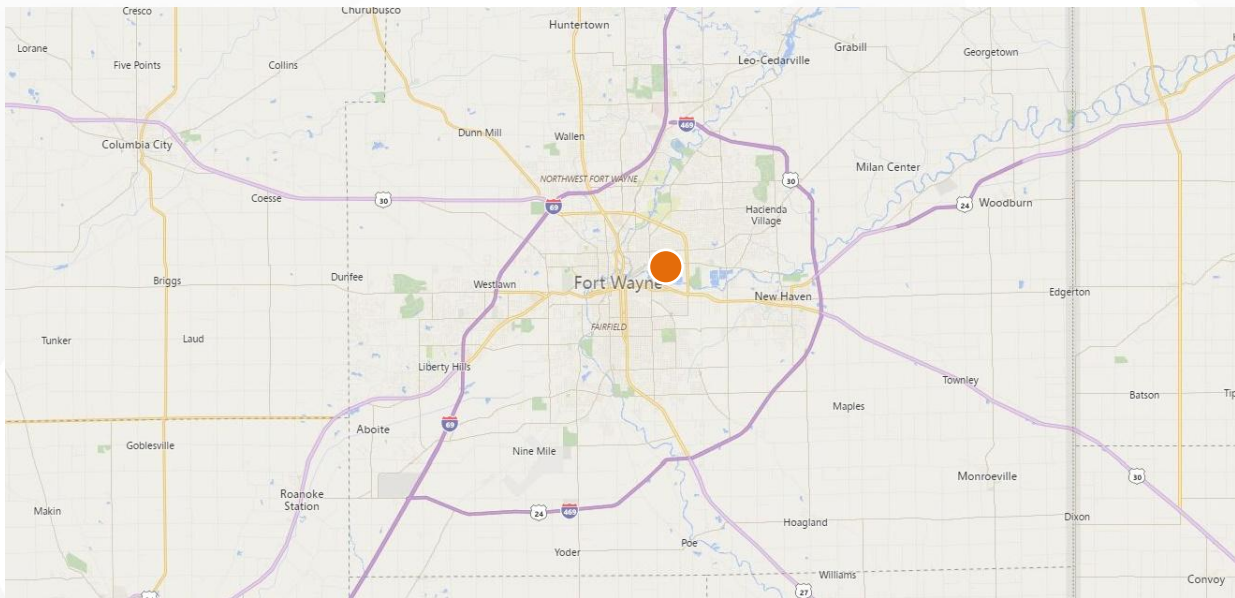 Cresco
Churubusco
Huntertown
Lorane
Grabill
Georgetown
Five Points
Collins
Leo-Cedarville
469
Dunn Mill
Wallen
Columbia City
Milan Center
NORTHWEST FORT WAYNE
30
30
Coesse
69
24
Woodburn
Hacienda
Village
Dunfee
Briggs
Westlawn
Fort Wayne
New Haven
Edgerton
FAIRFIELD
Tunker
Laud
Liberty Hills
Townley
Batson
Tip
Maples
69
Aboite
Goblesville
Nine Mile
Monroeville
30
Roanoke
Station
Makin
24
469
Hoagland
Dixon
Poe
Yoder
Williams
Convoy
27